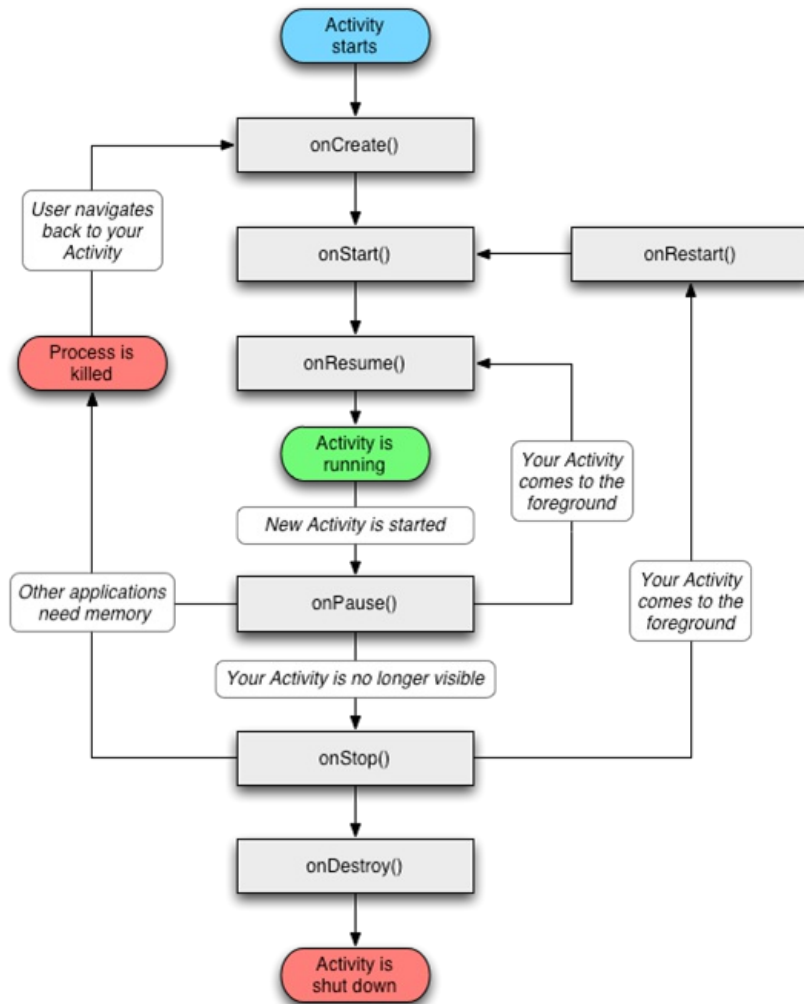 Activity
starts
onCreate()
User navigates
back to your
Activity
onStart()
onRestart()
Process is
killed
onResume()
Activity is
running
Your Activity
comes to the
foreground
New Activity is started
Other applications
need memory
onPause()
Your Activity
comes to the
foreground
Your Activity is no longer visible
onStop()
onDestroy()
Activity is
shut down